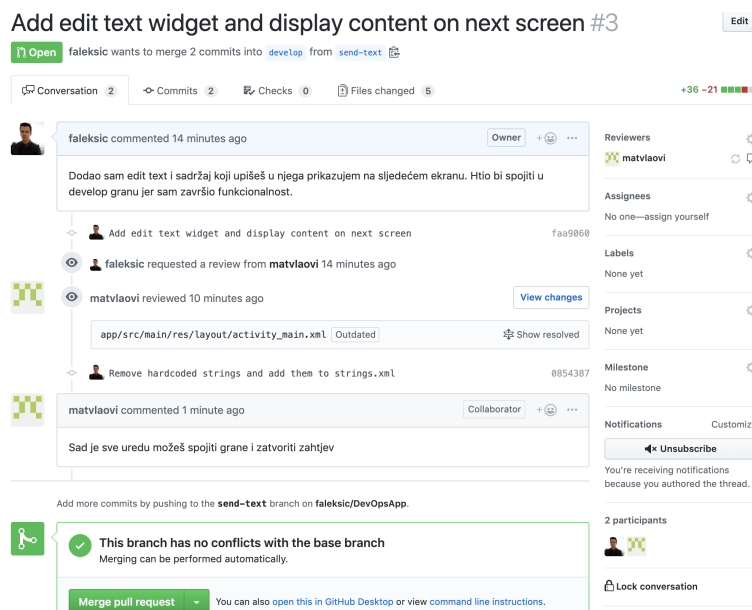 Add edit text widget and display content on next screen #3
Edit
Open faleksic wants to merge 2 commits into develop from send-text
Conversation 2
Commits 2
Checks 0
Files changed 5
+36 −21
faleksic commented 14 minutes ago
Owner
Dodao sam edit text i sadržaj koji upišeš u njega prikazujem na sljedećem ekranu. Htio bi spojiti u
develop granu jer sam završio funkcionalnost.
Add edit text widget and display content on next screen faa9060
faleksic requested a review from matvlaovi 14 minutes ago
matvlaovi reviewed 10 minutes ago
View changes
app/src/main/res/layout/activity_main.xml Outdated
Show resolved
Remove hardcoded strings and add them to strings.xml 0854387
matvlaovi commented 1 minute ago
Collaborator
Sad je sve uredu možeš spojiti grane i zatvoriti zahtjev
Add more commits by pushing to the send-text branch on faleksic/DevOpsApp.
This branch has no conflicts with the base branch
Merging can be performed automatically.
Merge pull request
You can also open this in GitHub Desktop or view command line instructions.
Reviewers
matvlaovi
Assignees
No one—assign yourself
Labels
None yet
Projects
None yet
Milestone
No milestone
Notifications
Customiz
Unsubscribe
You're receiving notifications
because you authored the thread.
2 participants
Lock conversation